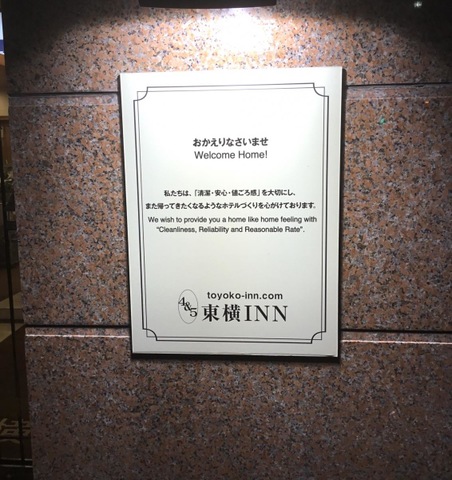 おかえりなさいませ
Welcome Home!
私たちは、「清潔・安心・値ごろ感」を大切にし、
また帰ってきたくなるようなホテルづくりを心がけております。
We wish to provide you a home like home feeling with
"Cleanliness, Reliability and Reasonable Rate".
toyoko-inn.com
4&5 東横INN